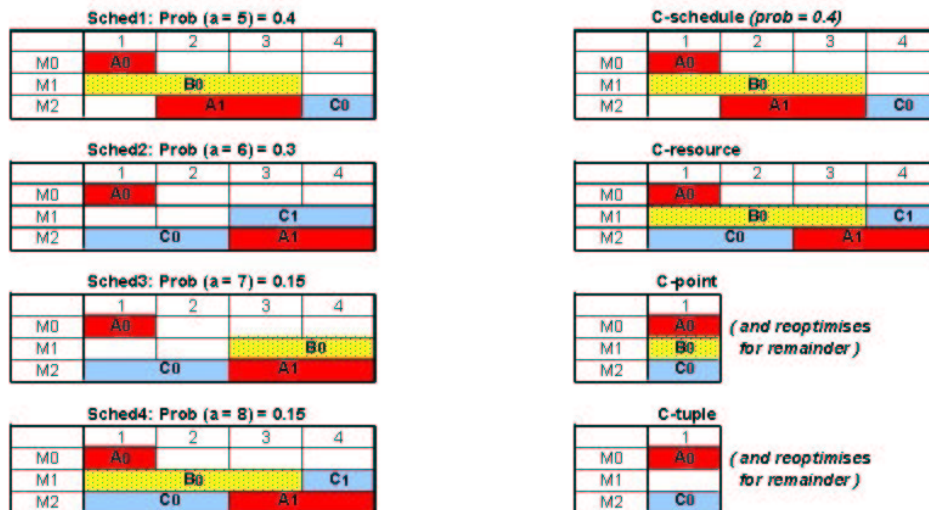 Sched1: Prob (a = 5) = 0.4
1 2 3 4
M0 A0
M1 B0
M2 A1 C0
Sched2: Prob (a = 6) = 0.3
1 2 3 4
M0 A0
M1 C1
M2 C0 A1
Sched3: Prob (a = 7) = 0.15
1 2 3 4
M0 A0
M1 B0
M2 C0 A1
Sched4: Prob (a = 8) = 0.15
1 2 3 4
M0 A0
M1 B0 C1
M2 C0 A1
C-schedule (prob = 0.4)
1 2 3 4
M0 A0
M1 B0
M2 A1 C0
C-resource
1 2 3 4
M0 A0
M1 B0 C1
M2 C0 A1
C-point
1
M0 A0 ( and reoptimises
M1 B0 for remainder )
M2 C0
C-tuple
1
M0 A0 ( and reoptimises
M1 for remainder )
M2 C0